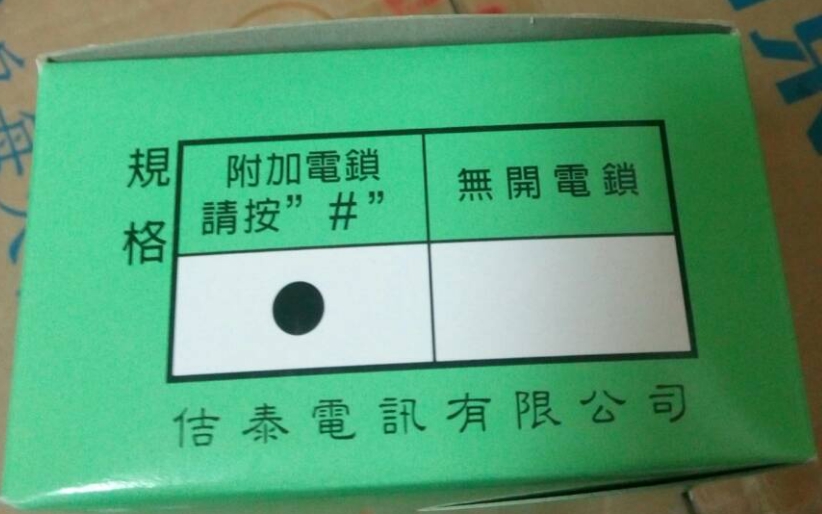 規格
附加電鎖
請按”#”
無開電鎖
佶泰電訊有限公司